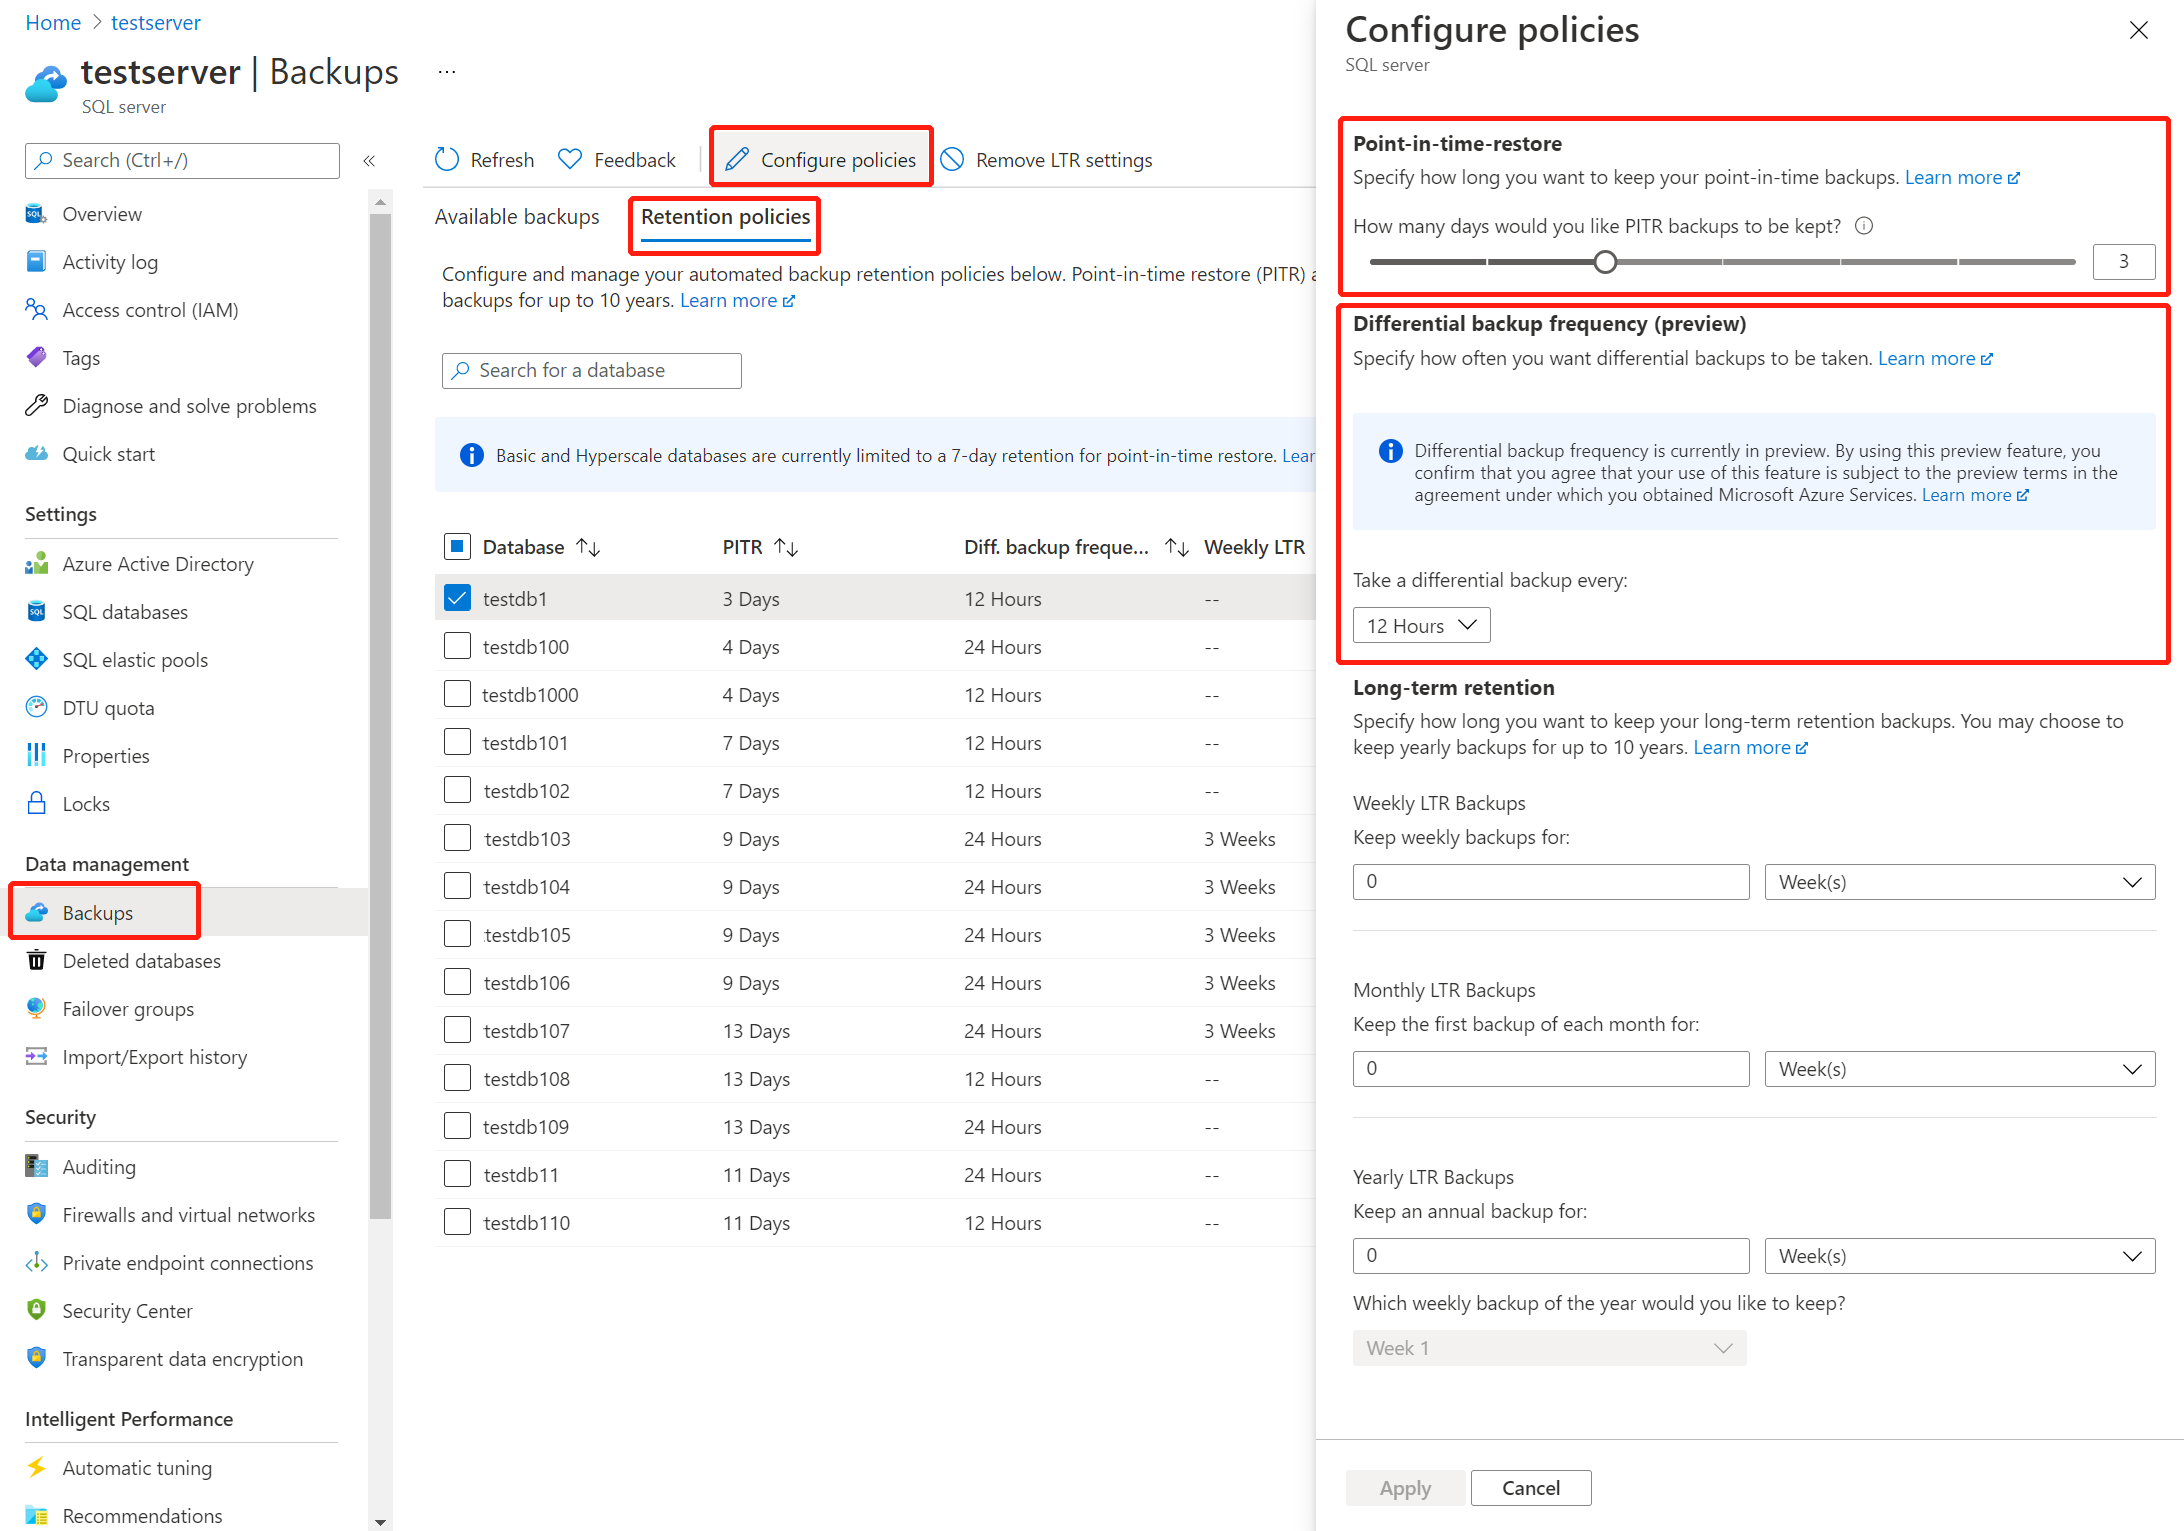 Home > testserver
testserver | Backups ...
SQL server
Search (Ctrl+/)
«
Overview
Activity log
Access control (IAM)
Tags
Diagnose and solve problems
Quick start
Settings
Azure Active Directory
SQL databases
SQL elastic pools
DTU quota
Properties
Locks
Data management
Backups
Deleted databases
Failover groups
Import/Export history
Security
Auditing
Firewalls and virtual networks
Private endpoint connections
Security Center
Transparent data encryption
Intelligent Performance
Automatic tuning
Recommendations
Refresh Feedback Configure policies Remove LTR settings
Available backups Retention policies
Configure and manage your automated backup retention policies below. Point-in-time restore (PITR)
backups for up to 10 years. Learn more
Search for a database
Basic and Hyperscale databases are currently limited to a 7-day retention for point-in-time restore. Lear
Database PITR Diff. backup freque... Weekly LTR
testdb1 3 Days 12 Hours --
testdb100 4 Days 24 Hours --
testdb1000 4 Days 12 Hours --
testdb101 7 Days 12 Hours --
testdb102 7 Days 12 Hours --
testdb103 9 Days 24 Hours 3 Weeks
testdb104 9 Days 24 Hours 3 Weeks
testdb105 9 Days 24 Hours 3 Weeks
testdb106 9 Days 24 Hours 3 Weeks
testdb107 13 Days 24 Hours 3 Weeks
testdb108 13 Days 12 Hours --
testdb109 13 Days 24 Hours --
testdb11 11 Days 24 Hours --
testdb110 11 Days 12 Hours --
Configure policies
SQL server
Point-in-time-restore
Specify how long you want to keep your point-in-time backups. Learn more
How many days would you like PITR backups to be kept?
3
Differential backup frequency (preview)
Specify how often you want differential backups to be taken. Learn more
Differential backup frequency is currently in preview. By using this preview feature, you
confirm that you agree that your use of this feature is subject to the preview terms in the
agreement under which you obtained Microsoft Azure Services. Learn more
Take a differential backup every:
12 Hours
Long-term retention
Specify how long you want to keep your long-term retention backups. You may choose to
keep yearly backups for up to 10 years. Learn more
Weekly LTR Backups
Keep weekly backups for:
0 Week(s)
Monthly LTR Backups
Keep the first backup of each month for:
0 Week(s)
Yearly LTR Backups
Keep an annual backup for:
0 Week(s)
Which weekly backup of the year would you like to keep?
Week 1
Apply Cancel